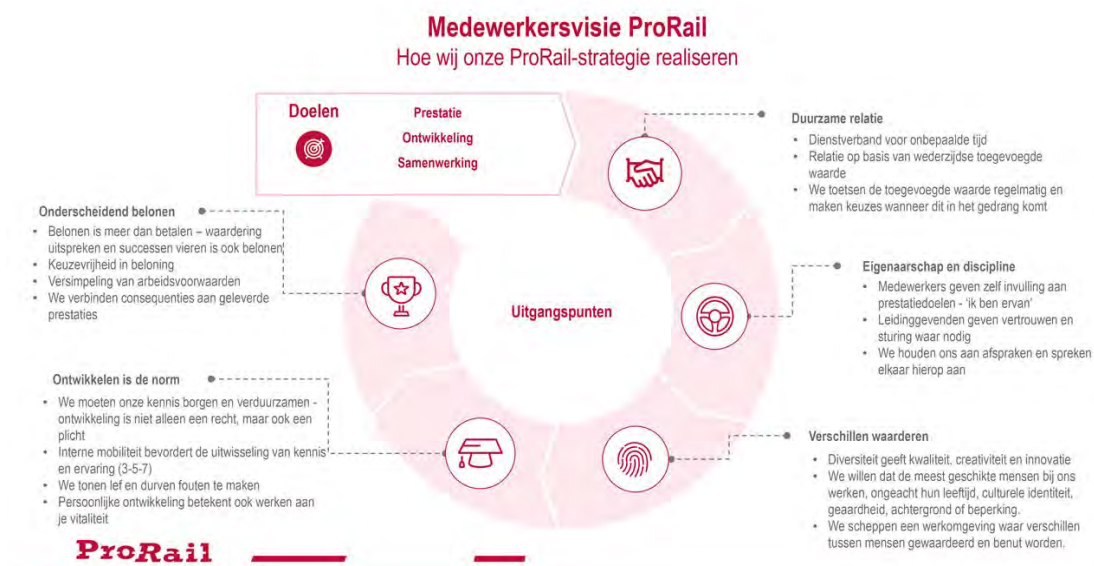 Medewerkersvisie ProRail
Hoe wij onze ProRail-strategie realiseren
Doelen
Prestatie
Ontwikkeling
Samenwerking
Duurzame relatie
• Dienstverband voor onbepaalde tijd
• Relatie op basis van wederzijdse toegevoegde
waarde
• We toetsen de toegevoegde waarde regelmatig en
maken keuzes wanneer dit in het gedrang komt
Eigenaarschap en discipline
• Medewerkers geven zelf invulling aan
prestatiedoelen - 'ik ben ervan'
• Leidinggevenden geven vertrouwen en
sturing waar nodig
• We houden ons aan afspraken en spreken
elkaar hierop aan
Verschillen waarderen
• Diversiteit geeft kwaliteit, creativiteit en innovatie
• We willen dat de meest geschikte mensen bij ons
werken, ongeacht hun leeftijd, culturele identiteit,
geaardheid, achtergrond of beperking.
• We scheppen een werkomgeving waar verschillen
tussen mensen gewaardeerd en benut worden.
Uitgangspunten
Onderscheidend belonen
• Belonen is meer dan betalen – waardering
uitspreken en successen vieren is ook belonen
• Keuzevrijheid in beloning
• Versimpeling van arbeidsvoorwaarden
• We verbinden consequenties aan geleverde
prestaties
Ontwikkelen is de norm
• We moeten onze kennis borgen en verduurzamen -
ontwikkeling is niet alleen een recht, maar ook een
plicht
• Interne mobiliteit bevordert de uitwisseling van kennis
en ervaring (3-5-7)
• We tonen lef en durven fouten te maken
• Persoonlijke ontwikkeling betekent ook werken aan
je vitaliteit
ProRail